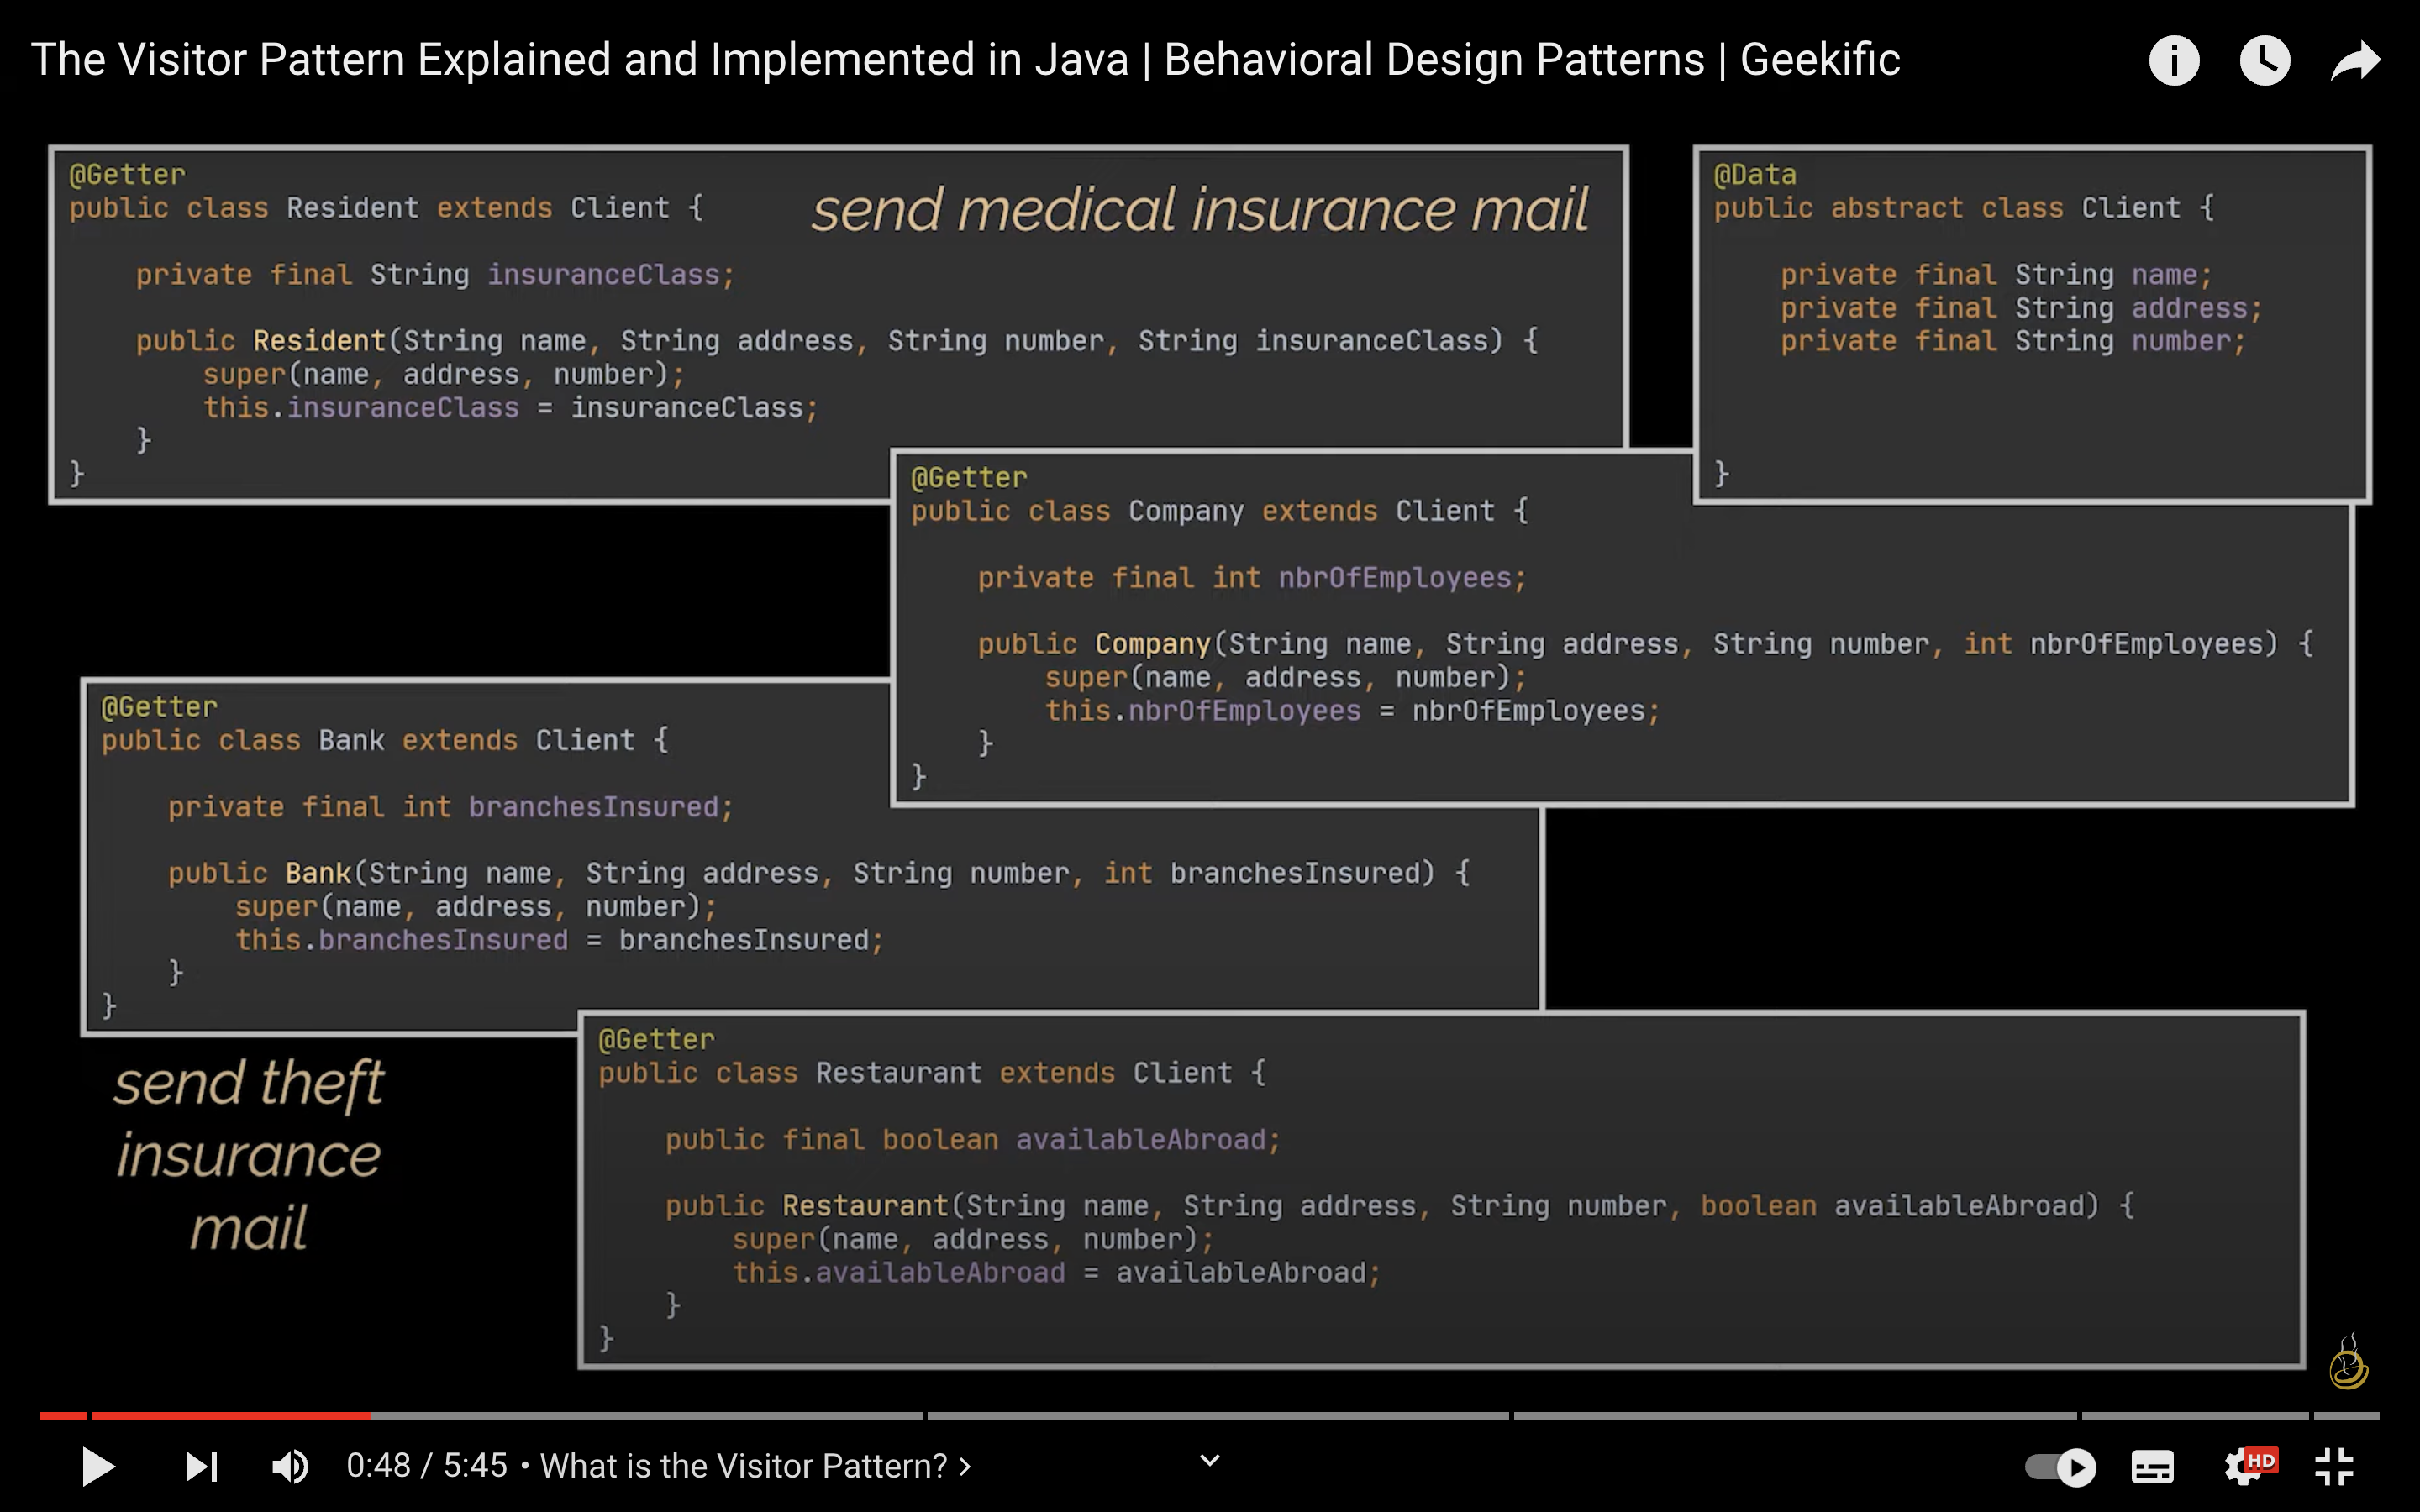 The Visitor Pattern Explained and Implemented in Java | Behavioral Design Patterns | Geekific
@Getter
public class Resident extends Client {
send medical insurance mail
private final String insuranceClass;
public Resident(String name, String address, String number, String insuranceClass) {
super(name, address, number);
this.insuranceClass = insuranceClass;
}
}
@Data
public abstract class Client {
private final String name;
private final String address;
private final String number;
}
@Getter
public class Company extends Client {
private final int nbrOfEmployees;
public Company(String name, String address, String number, int nbrOfEmployees) {
super(name, address, number);
this.nbrOfEmployees = nbrOfEmployees;
}
}
@Getter
public class Bank extends Client {
private final int branchesInsured;
public Bank(String name, String address, String number, int branchesInsured) {
super(name, address, number);
this.branchesInsured = branchesInsured;
}
}
send theft
insurance
mail
@Getter
public class Restaurant extends Client {
public final boolean availableAbroad;
public Restaurant(String name, String address, String number, boolean availableAbroad) {
super(name, address, number);
this.availableAbroad = availableAbroad;
}
}
0:48 / 5:45 • What is the Visitor Pattern? >
HD